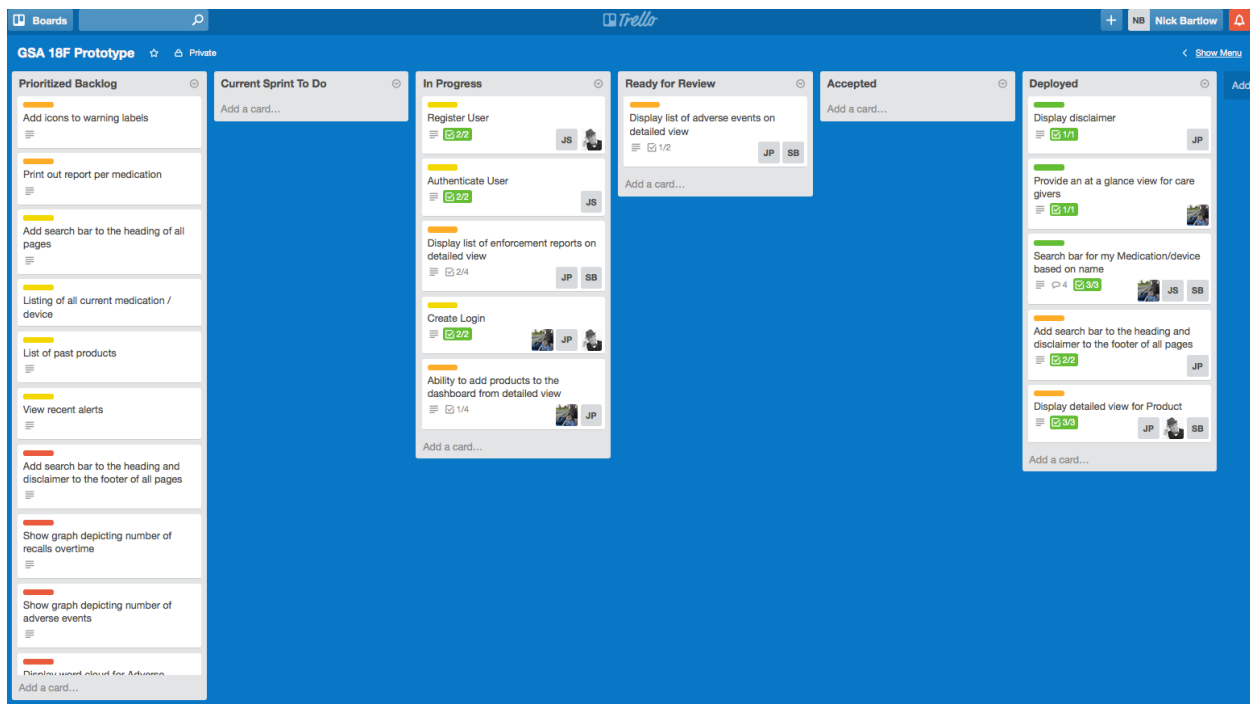 Boards
Trello
NB Nick Bartlow
GSA 18F Prototype
Private
Show Menu
Prioritized Backlog
Add icons to warning labels
Print out report per medication
Add search bar to the heading of all
pages
Listing of all current medication /
device
List of past products
View recent alerts
Add search bar to the heading and
disclaimer to the footer of all pages
Show graph depicting number of
recalls overtime
Show graph depicting number of
adverse events
Display word cloud for Adverse
Add a card...
Current Sprint To Do
Add a card...
In Progress
Register User
2/2
JS
Authenticate User
2/2
JS
Display list of enforcement reports on
detailed view
2/4
JP SB
Create Login
2/2
JP
Ability to add products to the
dashboard from detailed view
1/4
JP
Add a card...
Ready for Review
Display list of adverse events on
detailed view
1/2
JP SB
Add a card...
Accepted
Add a card...
Deployed
Display disclaimer
1/1
JP
Provide an at a glance view for care
givers
1/1
Search bar for my Medication/device
based on name
4 3/3
JS SB
Add search bar to the heading and
disclaimer to the footer of all pages
2/2
JP
Display detailed view for Product
3/3
JP SB
Add a card...
Add